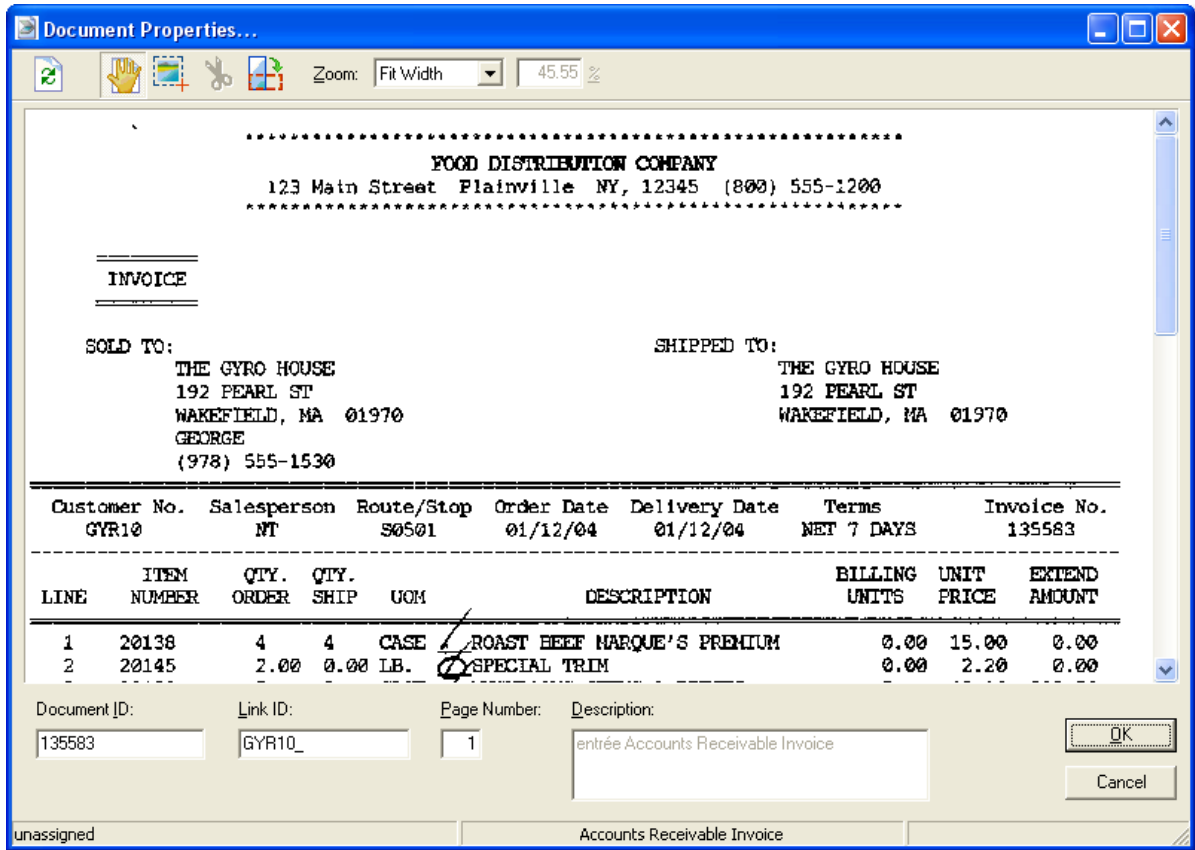 Document Properties...
Zoom: Fit Width 45.55 %
************************************************************
FOOD DISTRIBUTION COMPANY
123 Main Street Plainville NY, 12345 (800) 555-1200
************************************************************
INVOICE
SOLD TO: SHIPPED TO:
THE GYRO HOUSE THE GYRO HOUSE
192 PEARL ST 192 PEARL ST
WAKEFIELD, MA 01970 WAKEFIELD, MA 01970
GEORGE
(978) 555-1530
Customer No. Salesperson Route/Stop Order Date Delivery Date Terms Invoice No.
GYR10 NT S0501 01/12/04 01/12/04 NET 7 DAYS 135583
ITEM QTY. QTY. BILLING UNIT EXTEND
LINE NUMBER ORDER SHIP UOM DESCRIPTION UNITS PRICE AMOUNT
1 20138 4 4 CASE ROAST BEEF MARQUE'S PREMIUM 0.00 15.00 0.00
2 20145 2.00 0.00 LB. SPECIAL TRIM 0.00 2.20 0.00
Document ID: Link ID: Page Number: Description:
135583 GYR10_ 1 entrée Accounts Receivable Invoice
OK
Cancel
unassigned Accounts Receivable Invoice